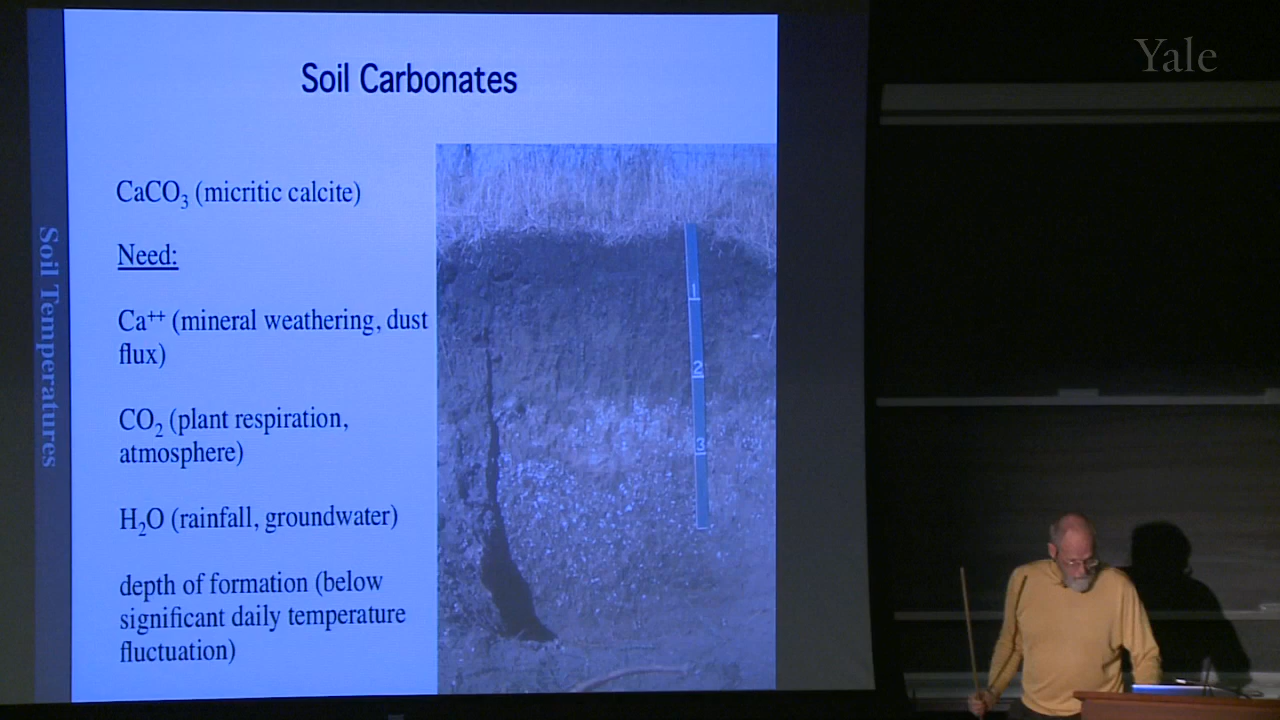 Yale
Soil Carbonates
Soil Temperatures
CaCO₃ (micritic calcite)
Need:
Ca⁺⁺ (mineral weathering, dust
flux)
CO₂ (plant respiration,
atmosphere)
H₂O (rainfall, groundwater)
depth of formation (below
significant daily temperature
fluctuation)
1
2
3